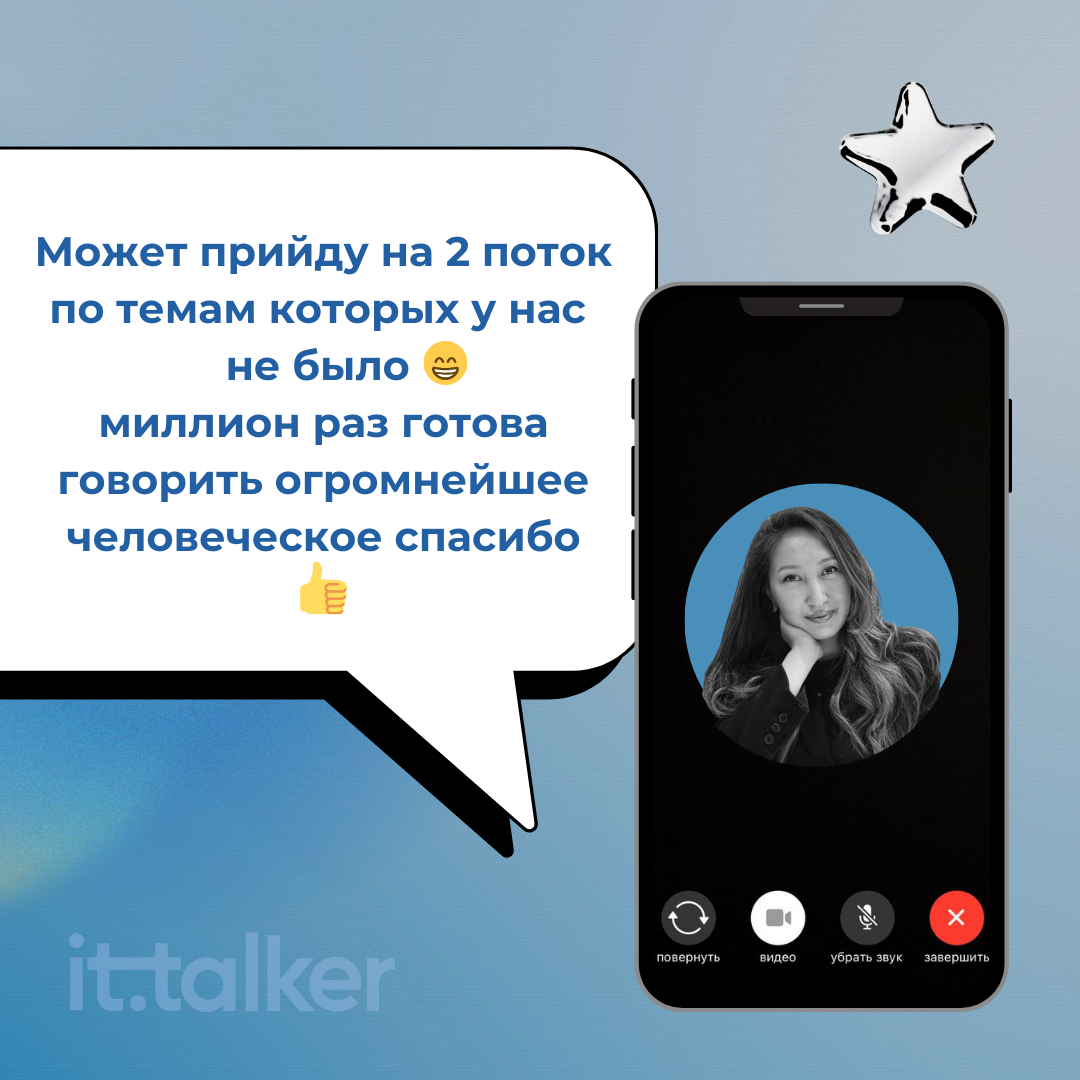 Может прийду на 2 поток
по темам которых у нас
не было 😁
миллион раз готова
говорить огромнейшее
человеческое спасибо
👍
повернуть
видео
убрать звук
завершить
it.talker